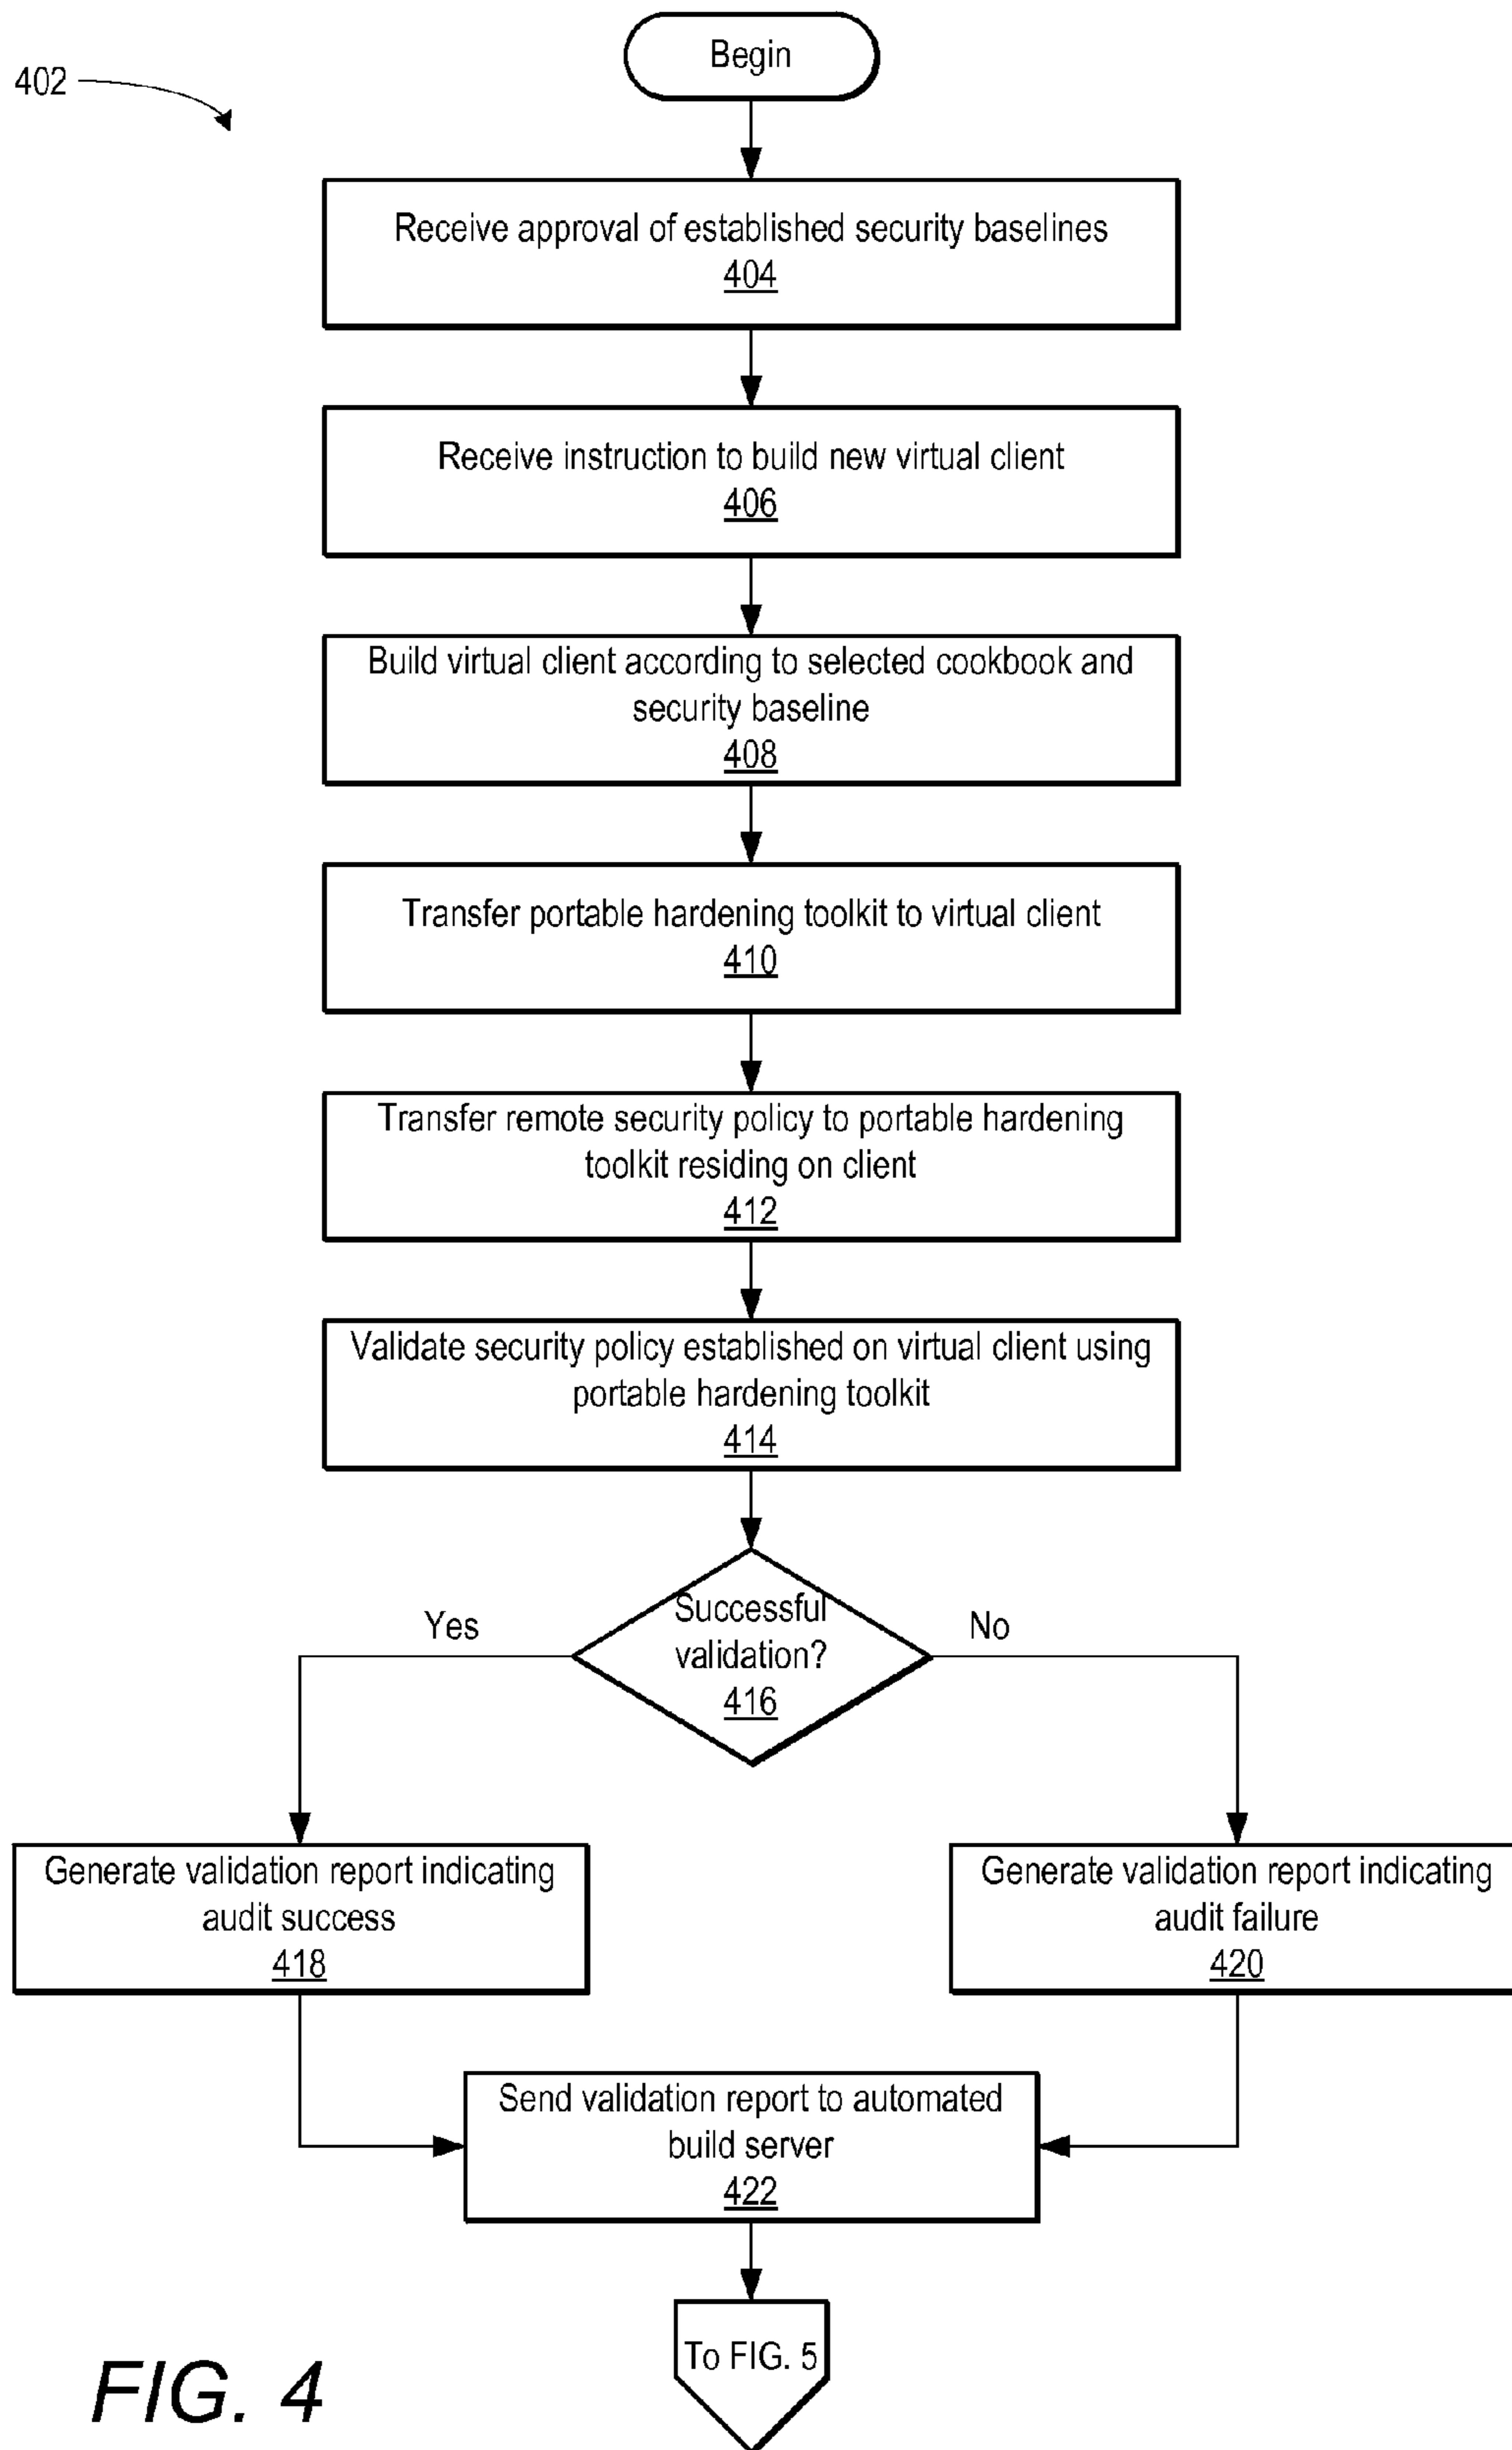 Begin
402
Receive approval of established security baselines
404
Receive instruction to build new virtual client
406
Build virtual client according to selected cookbook and
security baseline
408
Transfer portable hardening toolkit to virtual client
410
Transfer remote security policy to portable hardening
toolkit residing on client
412
Validate security policy established on virtual client using
portable hardening toolkit
414
Successful
validation?
416
Yes
No
Generate validation report indicating
audit success
418
Generate validation report indicating
audit failure
420
Send validation report to automated
build server
422
To FIG. 5
FIG. 4